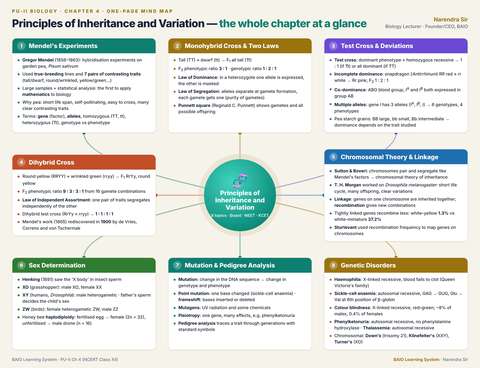 PU-II BIOLOGY · CHAPTER 4 · ONE-PAGE MIND MAP
Principles of Inheritance and Variation — the whole chapter at a glance
Narendra Sir
Biology Lecturer · Founder/CEO, BAIO
1 Mendel's Experiments
Gregor Mendel (1856–1863): hybridisation experiments on
garden pea, Pisum sativum
Used true-breeding lines and 7 pairs of contrasting traits
(tall/dwarf, round/wrinkled, yellow/green…)
Large samples + statistical analysis: the first to apply
mathematics to biology
Why pea: short life span, self-pollinating, easy to cross, many
clear contrasting traits
Terms: gene (factor), alleles, homozygous (TT, tt),
heterozygous (Tt), genotype vs phenotype
2 Monohybrid Cross & Two Laws
Tall (TT) × dwarf (tt) → F₁ all tall (Tt)
F₂ phenotypic ratio 3 : 1 · genotypic ratio 1 : 2 : 1
Law of Dominance: in a heterozygote one allele is expressed,
the other is masked
Law of Segregation: alleles separate at gamete formation,
each gamete gets one (purity of gametes)
Punnett square (Reginald C. Punnett) shows gametes and all
possible offspring
3 Test Cross & Deviations
Test cross: dominant phenotype × homozygous recessive → 1
: 1 (if Tt) or all dominant (if TT)
Incomplete dominance: snapdragon (Antirrhinum) RR red × rr
white → Rr pink; F₂ 1 : 2 : 1
Co-dominance: ABO blood group, Iᴬ and Iᴮ both expressed in
group AB
Multiple alleles: gene I has 3 alleles (Iᴬ, Iᴮ, i) → 6 genotypes, 4
phenotypes
Pea starch grains: BB large, bb small, Bb intermediate →
dominance depends on the trait studied
4 Dihybrid Cross
Round yellow (RRYY) × wrinkled green (rryy) → F₁ RrYy, round
yellow
F₂ phenotypic ratio 9 : 3 : 3 : 1 from 16 gamete combinations
Law of Independent Assortment: one pair of traits segregates
independently of the other
Dihybrid test cross (RrYy × rryy) → 1 : 1 : 1 : 1
Mendel's work (1865) rediscovered in 1900 by de Vries,
Correns and von Tschermak
Principles of
Inheritance and
Variation
5 Chromosomal Theory & Linkage
Sutton & Boveri: chromosomes pair and segregate like
Mendel's factors → chromosomal theory of inheritance
T. H. Morgan worked on Drosophila melanogaster: short life
cycle, many offspring, clear variations
Linkage: genes on one chromosome are inherited together;
recombination gives new combinations
Tightly linked genes recombine less: white-yellow 1.3% vs
white-miniature 37.2%
Sturtevant used recombination frequency to map genes on
chromosomes
6 Sex Determination
Henking (1891) saw the 'X body' in insect sperm
XO (grasshopper): male XO, female XX
XY (humans, Drosophila): male heterogametic · father's sperm
decides the child's sex
ZW (birds): female heterogametic ZW, male ZZ
Honey bee haplodiploidy: fertilised egg → female (2n = 32),
unfertilised → male drone (n = 16)
7 Mutation & Pedigree Analysis
Mutation: change in the DNA sequence → change in
genotype and phenotype
Point mutation: one base changed (sickle-cell anaemia) ·
frameshift: bases inserted or deleted
Mutagens: UV radiation and some chemicals
Pleiotropy: one gene, many effects, e.g. phenylketonuria
Pedigree analysis traces a trait through generations with
standard symbols
8 Genetic Disorders
Haemophilia: X-linked recessive, blood fails to clot (Queen
Victoria's family)
Sickle-cell anaemia: autosomal recessive, GAG → GUG, Glu →
Val at 6th position of β-globin
Colour blindness: X-linked recessive, red-green; ~8% of
males, 0.4% of females
Phenylketonuria: autosomal recessive, no phenylalanine
hydroxylase · Thalassemia: autosomal recessive
Chromosomal: Down's (trisomy 21), Klinefelter's (XXY),
Turner's (XO)
BAIO Learning System · PU-II Ch 4 (NCERT Class XII)
BAIO Learning System · Narendra Sir